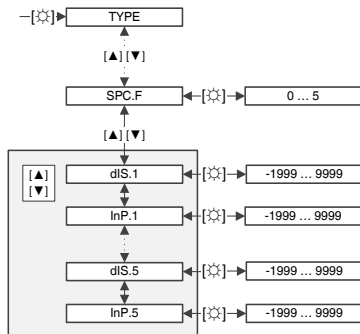 [☼] TYPE
[▲] [▼]
SPC.F [☼] 0 ... 5
[▲] [▼]
[▲] dIS.1 [☼] -1999 ... 9999
[▼]
InP.1 [☼] -1999 ... 9999
dIS.5 [☼] -1999 ... 9999
InP.5 [☼] -1999 ... 9999